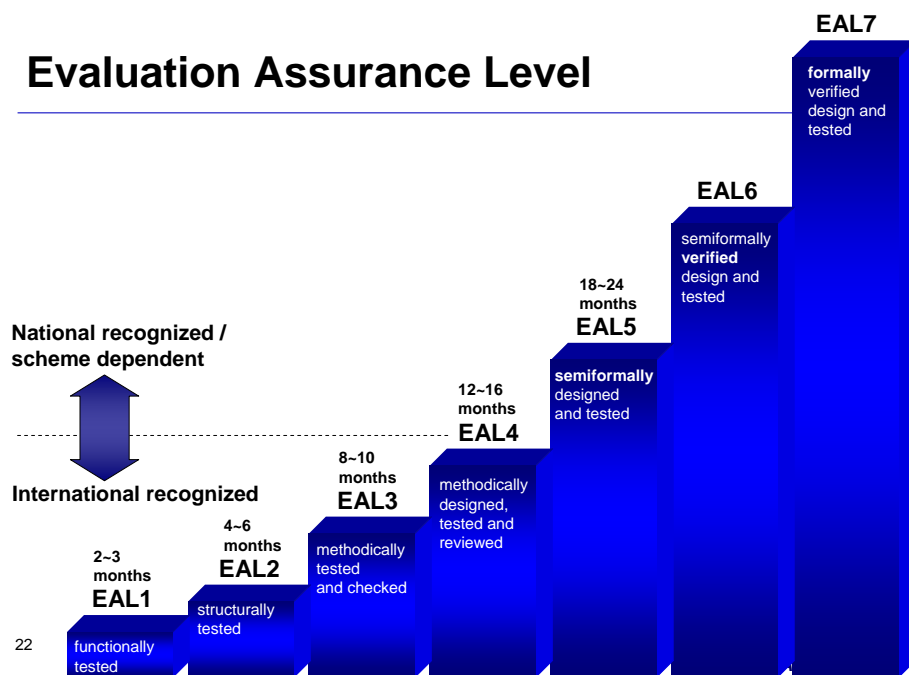 Evaluation Assurance Level
EAL7
formally
verified
design and
tested
EAL6
semiformally
verified
design and
tested
18~24
months
EAL5
semiformally
designed
and tested
National recognized /
scheme dependent
12~16
months
EAL4
methodically
designed,
tested and
reviewed
International recognized
8~10
months
EAL3
methodically
tested
and checked
4~6
months
EAL2
structurally
tested
2~3
months
EAL1
functionally
tested
22